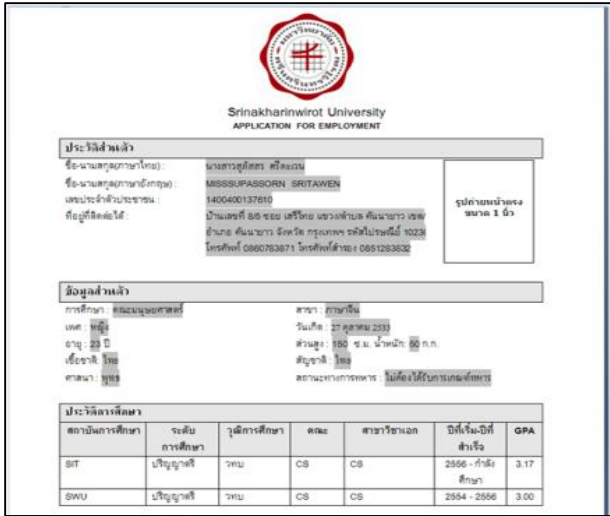 Srinakharinwirot University
APPLICATION FOR EMPLOYMENT
ประวัติส่วนตัว
ชื่อ-นามสกุล(ภาษาไทย) : นางสาวศุภัสสร ศรีตะเวน
ชื่อ-นามสกุล(ภาษาอังกฤษ) : MISSSUPASSORN SRITAWEN
เลขประจำตัวประชาชน : 1400400137610
ที่อยู่ที่ติดต่อได้ : บ้านเลขที่ 8/5 ซอย เสรีไทย แขวง/ตำบล คันนายาว เขต/
อำเภอ คันนายาว จังหวัด กรุงเทพฯ รหัสไปรษณีย์ 10230
โทรศัพท์ 0860783871 โทรศัพท์สำรอง 0851283832
รูปถ่ายหน้าตรง
ขนาด 1 นิ้ว
ข้อมูลส่วนตัว
การศึกษา : คณะมนุษยศาสตร์ สาขา : ภาษาจีน
เพศ : หญิง วันเกิด : 27 ตุลาคม 2533
อายุ : 23 ปี ส่วนสูง : 150 ซ.ม. น้ำหนัก: 50 ก.ก.
เชื้อชาติ: ไทย สัญชาติ : ไทย
ศาสนา : พุทธ สถานะทางการทหาร : ไม่ต้องได้รับการเกณฑ์ทหาร
ประวัติการศึกษา
สถาบันการศึกษา ระดับการศึกษา วุฒิการศึกษา คณะ สาขาวิชาเอก ปีที่เริ่ม-ปีที่สำเร็จ GPA
SIT ปริญญาตรี วทบ CS CS 2556 - กำลังศึกษา 3.17
SWU ปริญญาตรี วทบ CS CS 2554 - 2556 3.00